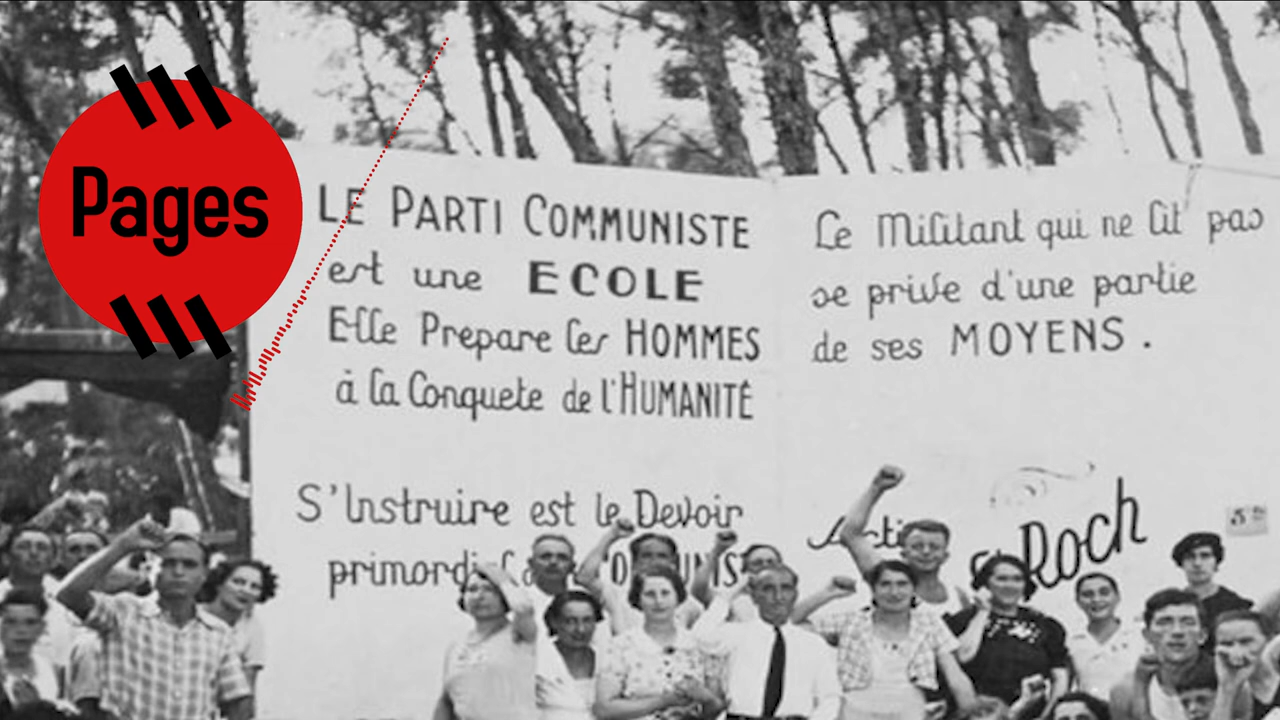 Pages
LE PARTI COMMUNISTE
est une ECOLE
Elle Prepare les HOMMES
à la Conquete de l'HUMANITÉ
S'Instruire est le Devoir
Le Militant qui ne lit pas
se prive d'une partie
de ses MOYENS.
Roch